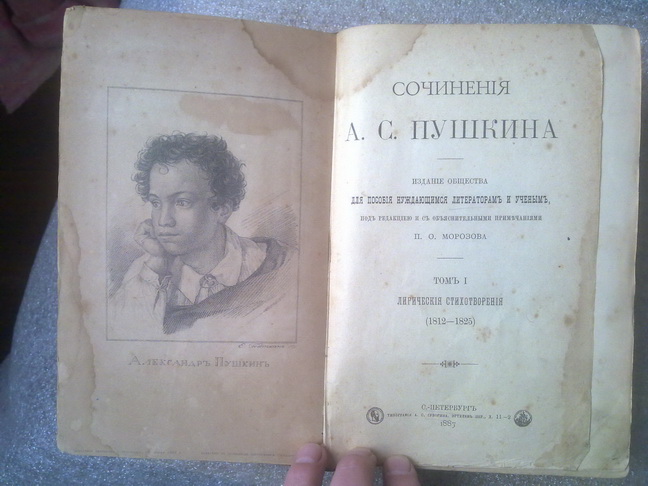 Александръ Пушкинъ
СОЧИНЕНІЯ
А. С. ПУШКИНА
ИЗДАНІЕ ОБЩЕСТВА
ДЛЯ ПОСОБІЯ НУЖДАЮЩИМСЯ ЛИТЕРАТОРАМЪ И УЧЕНЫМЪ,
ПОДЪ РЕДАКЦІЕЮ И СЪ ОБЪЯСНИТЕЛЬНЫМИ ПРИМѢЧАНІЯМИ
П. О. МОРОЗОВА
ТОМЪ I
ЛИРИЧЕСКІЯ СТИХОТВОРЕНІЯ
(1812—1825)
С.-ПЕТЕРБУРГЪ
1887